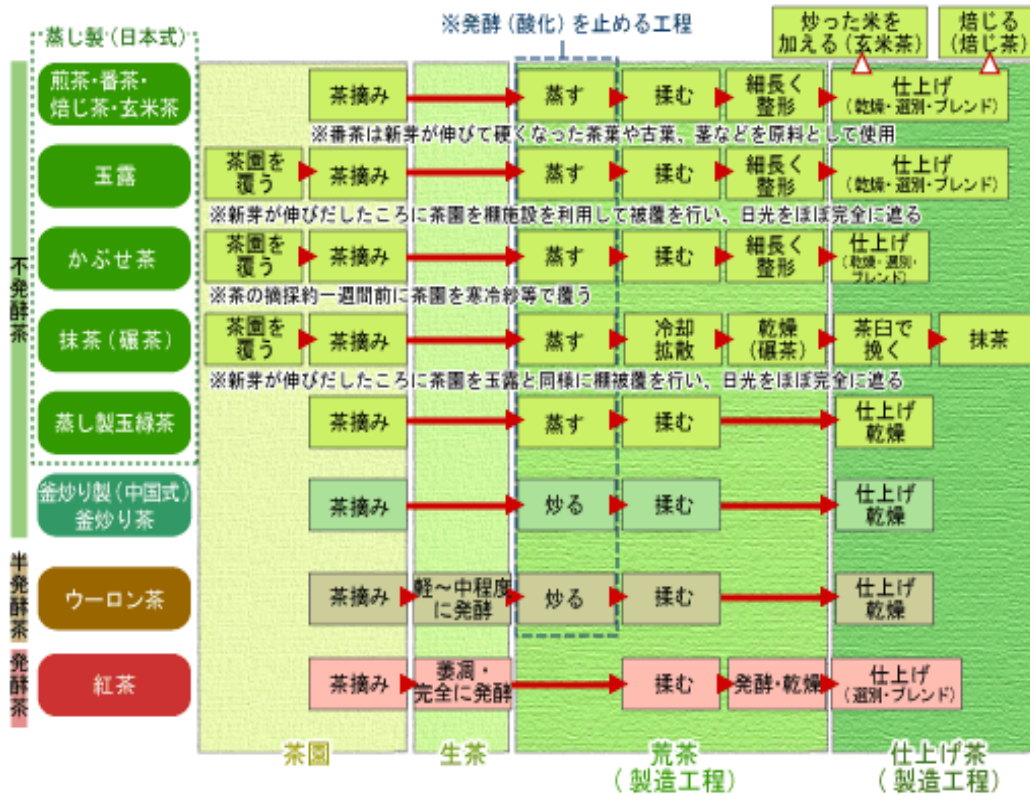 蒸し製（日本式）
※発酵（酸化）を止める工程
炒った米を
加える（玄米茶）
焙じる
（焙じ茶）
不発酵茶
煎茶・番茶・
焙じ茶・玄米茶
茶摘み
蒸す
揉む
細長く
整形
仕上げ
（乾燥・選別・ブレンド）
※番茶は新芽が伸びて硬くなった茶葉や古葉、茎などを原料として使用
玉露
茶園を
覆う
茶摘み
蒸す
揉む
細長く
整形
仕上げ
（乾燥・選別・ブレンド）
※新芽が伸びだしたころに茶園を棚施設を利用して被覆を行い、日光をほぼ完全に遮る
かぶせ茶
茶園を
覆う
茶摘み
蒸す
揉む
細長く
整形
仕上げ
（乾燥・選別・
ブレンド）
※茶の摘採約一週間前に茶園を寒冷紗等で覆う
抹茶（碾茶）
茶園を
覆う
茶摘み
蒸す
冷却
拡散
乾燥
（碾茶）
茶臼で
挽く
抹茶
※新芽が伸びだしたころに茶園を玉露と同様に棚被覆を行い、日光をほぼ完全に遮る
蒸し製玉緑茶
茶摘み
蒸す
揉む
仕上げ
乾燥
釜炒り製（中国式）
釜炒り茶
茶摘み
炒る
揉む
仕上げ
乾燥
半発酵茶
ウーロン茶
茶摘み
軽～中程度
に発酵
炒る
揉む
仕上げ
乾燥
発酵茶
紅茶
茶摘み
萎凋・
完全に発酵
揉む
発酵・乾燥
仕上げ
（選別・ブレンド）
茶園
生茶
荒茶
（製造工程）
仕上げ茶
（製造工程）